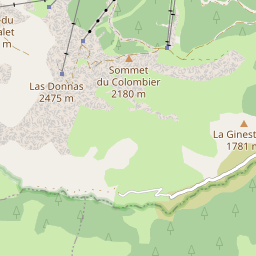 du
alet
m
Sommet
du Colombier
2180 m
Las Donnas
2475 m
La Ginest
1781 m